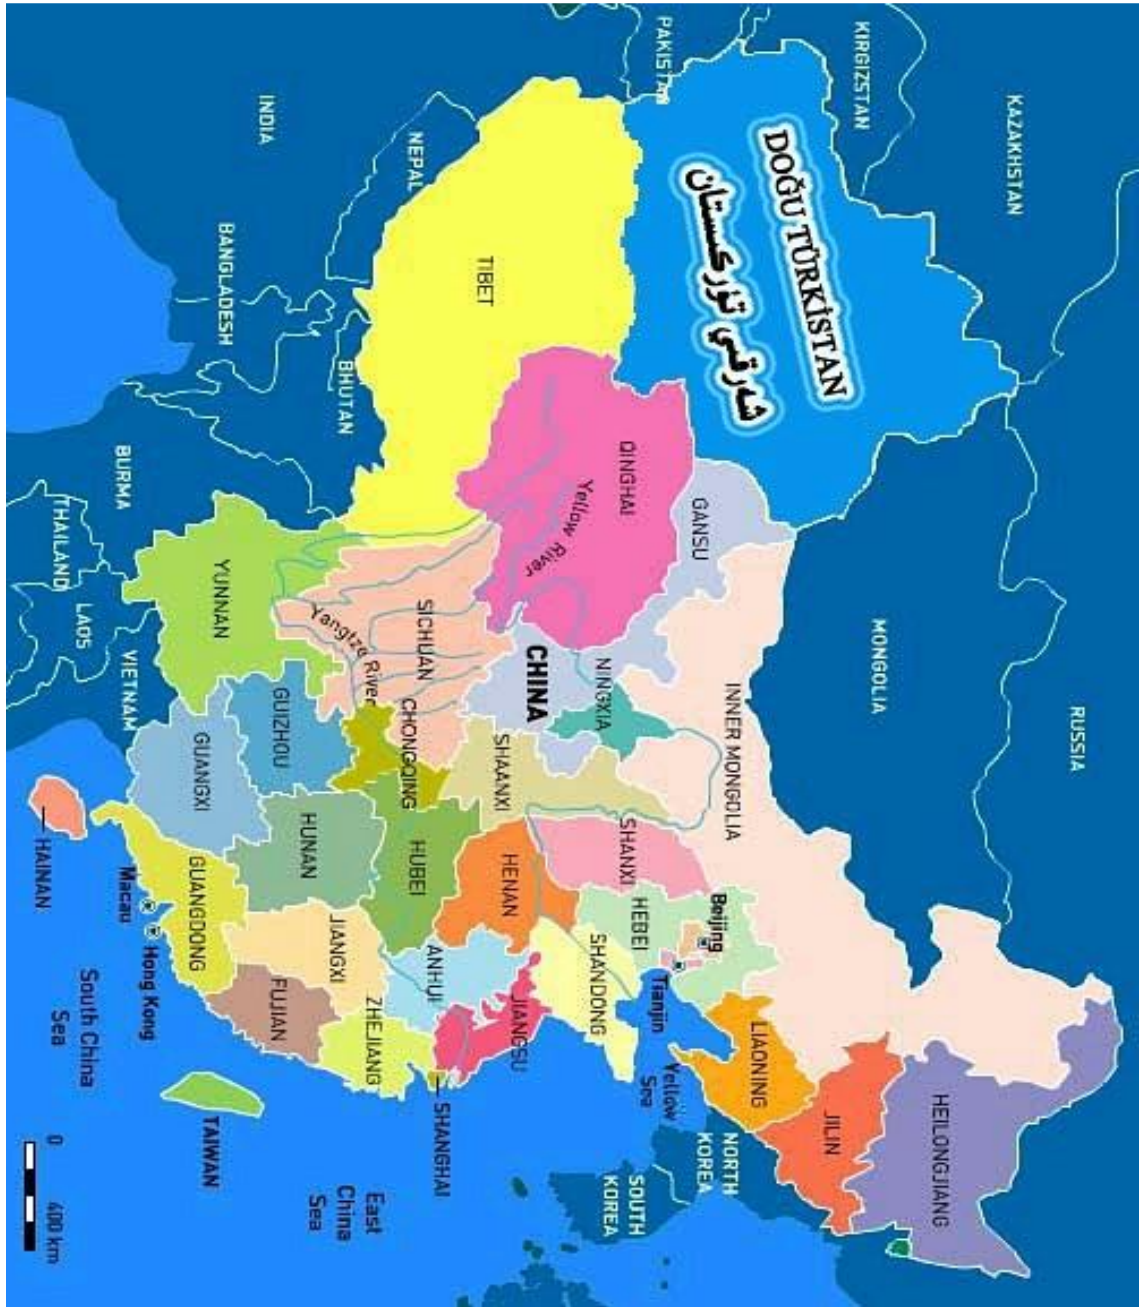 KAZAKHSTAN
RUSSIA
KIRGIZSTAN
MONGOLIA
PAKISTAN
DOĞU TÜRKİSTAN
شەرقىي تۈركىستان
HEILONGJIANG
JILIN
INNER MONGOLIA
LIAONING
NORTH
KOREA
Beijing
GANSU
Tianjin
Yellow
Sea
SOUTH
KOREA
HEBEI
QINGHAI
Yellow River
NINGXIA
SHANXI
SHANDONG
CHINA
SHAANXI
HENAN
JIANGSU
TIBET
NEPAL
SICHUAN
CHONGQING
HUBEI
ANHUI
SHANGHAI
Yangtze River
ZHEJIANG
East
China
Sea
BHUTAN
INDIA
GUIZHOU
HUNAN
JIANGXI
FUJIAN
BANGLADESH
YUNNAN
GUANGXI
GUANGDONG
TAIWAN
BURMA
VIETNAM
Macau
Hong Kong
LAOS
THAILAND
HAINAN
South China
Sea
0 400 km